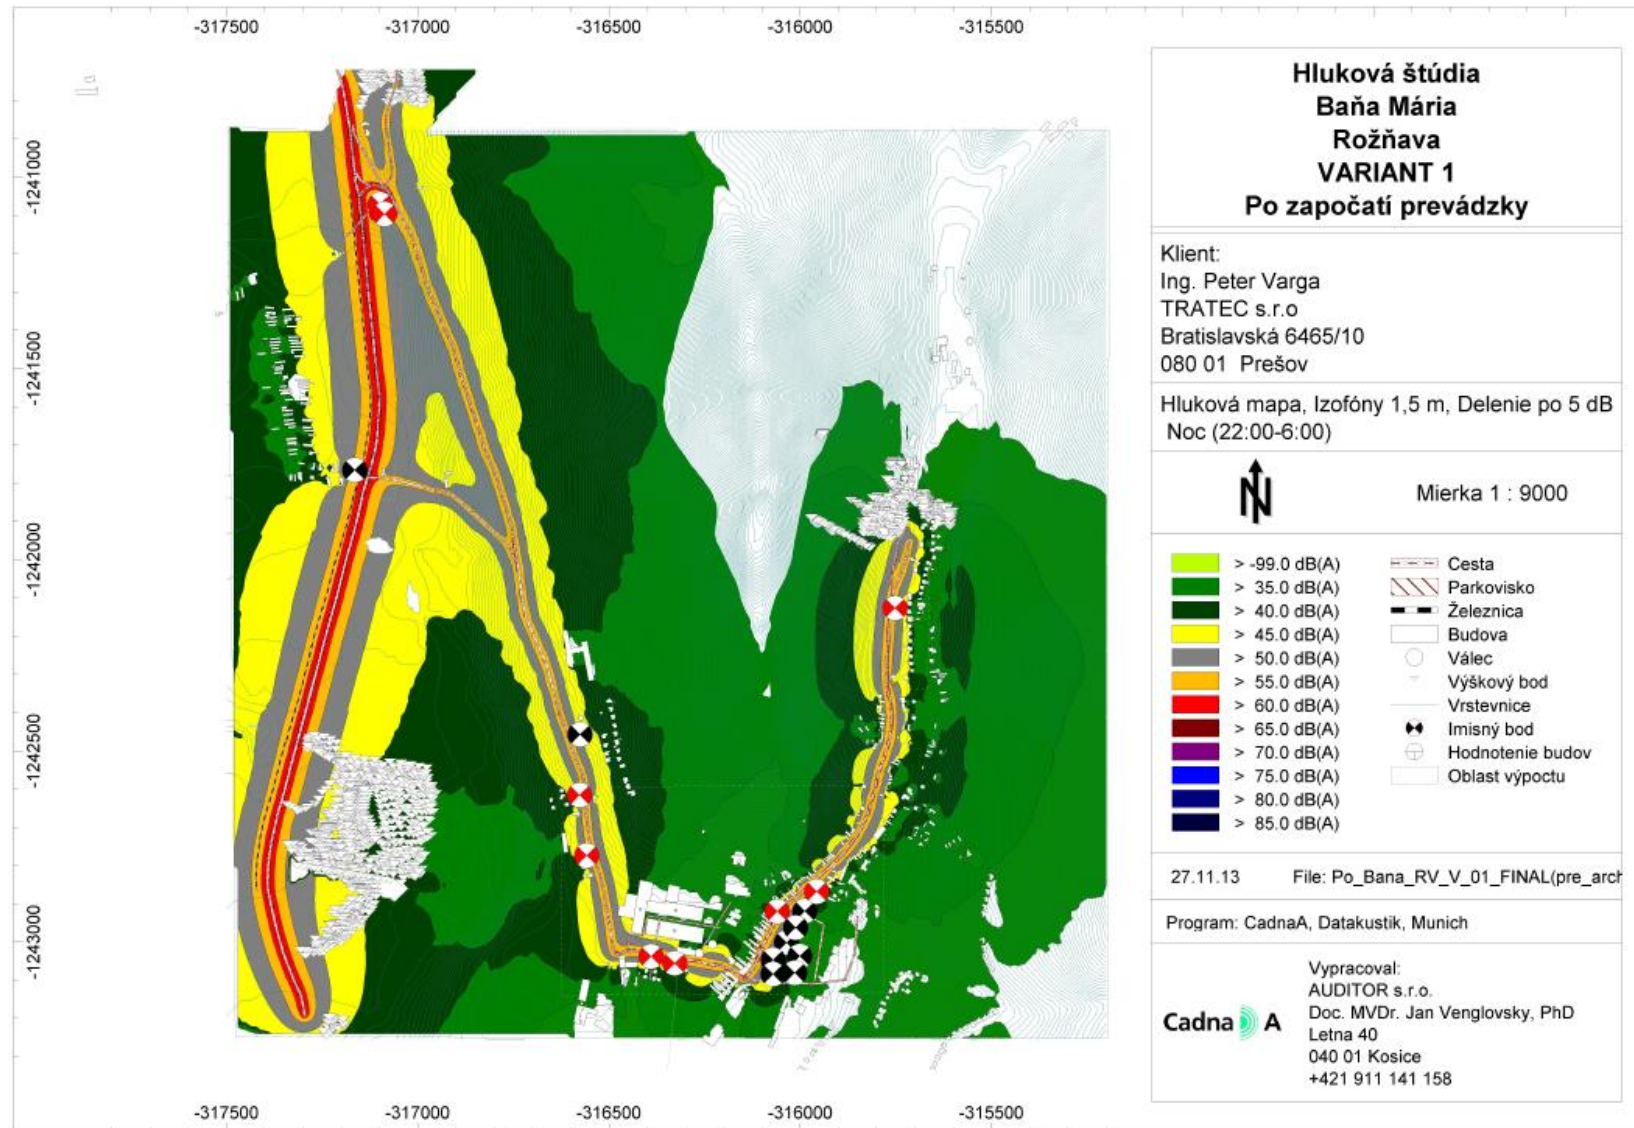 -317500 -317000 -316500 -316000 -315500
-1241000
-1241500
-1242000
-1242500
-1243000
-317500 -317000 -316500 -316000 -315500
Hluková štúdia
Baňa Mária
Rožňava
VARIANT 1
Po započatí prevádzky
Klient:
Ing. Peter Varga
TRATEC s.r.o
Bratislavská 6465/10
080 01 Prešov
Hluková mapa, Izofóny 1,5 m, Delenie po 5 dB
Noc (22:00-6:00)
N
Mierka 1 : 9000
> -99.0 dB(A) Cesta
> 35.0 dB(A) Parkovisko
> 40.0 dB(A) Železnica
> 45.0 dB(A) Budova
> 50.0 dB(A) Válec
> 55.0 dB(A) Výškový bod
> 60.0 dB(A) Vrstevnice
> 65.0 dB(A) Imisný bod
> 70.0 dB(A) Hodnotenie budov
> 75.0 dB(A) Oblast výpoctu
> 80.0 dB(A)
> 85.0 dB(A)
27.11.13 File: Po_Bana_RV_V_01_FINAL(pre_arch
Program: CadnaA, Datakustik, Munich
Cadna A
Vypracoval:
AUDITOR s.r.o.
Doc. MVDr. Jan Venglovsky, PhD
Letna 40
040 01 Kosice
+421 911 141 158